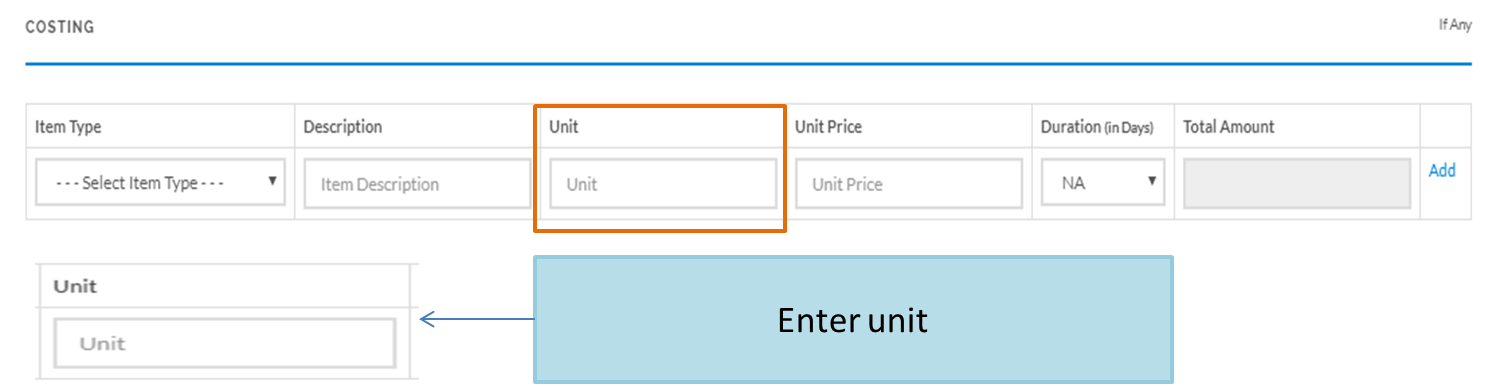 COSTING If Any
Item Type Description Unit Unit Price Duration (in Days) Total Amount
- - - Select Item Type - - - Item Description Unit Unit Price NA Add
Unit
Unit
Enter unit